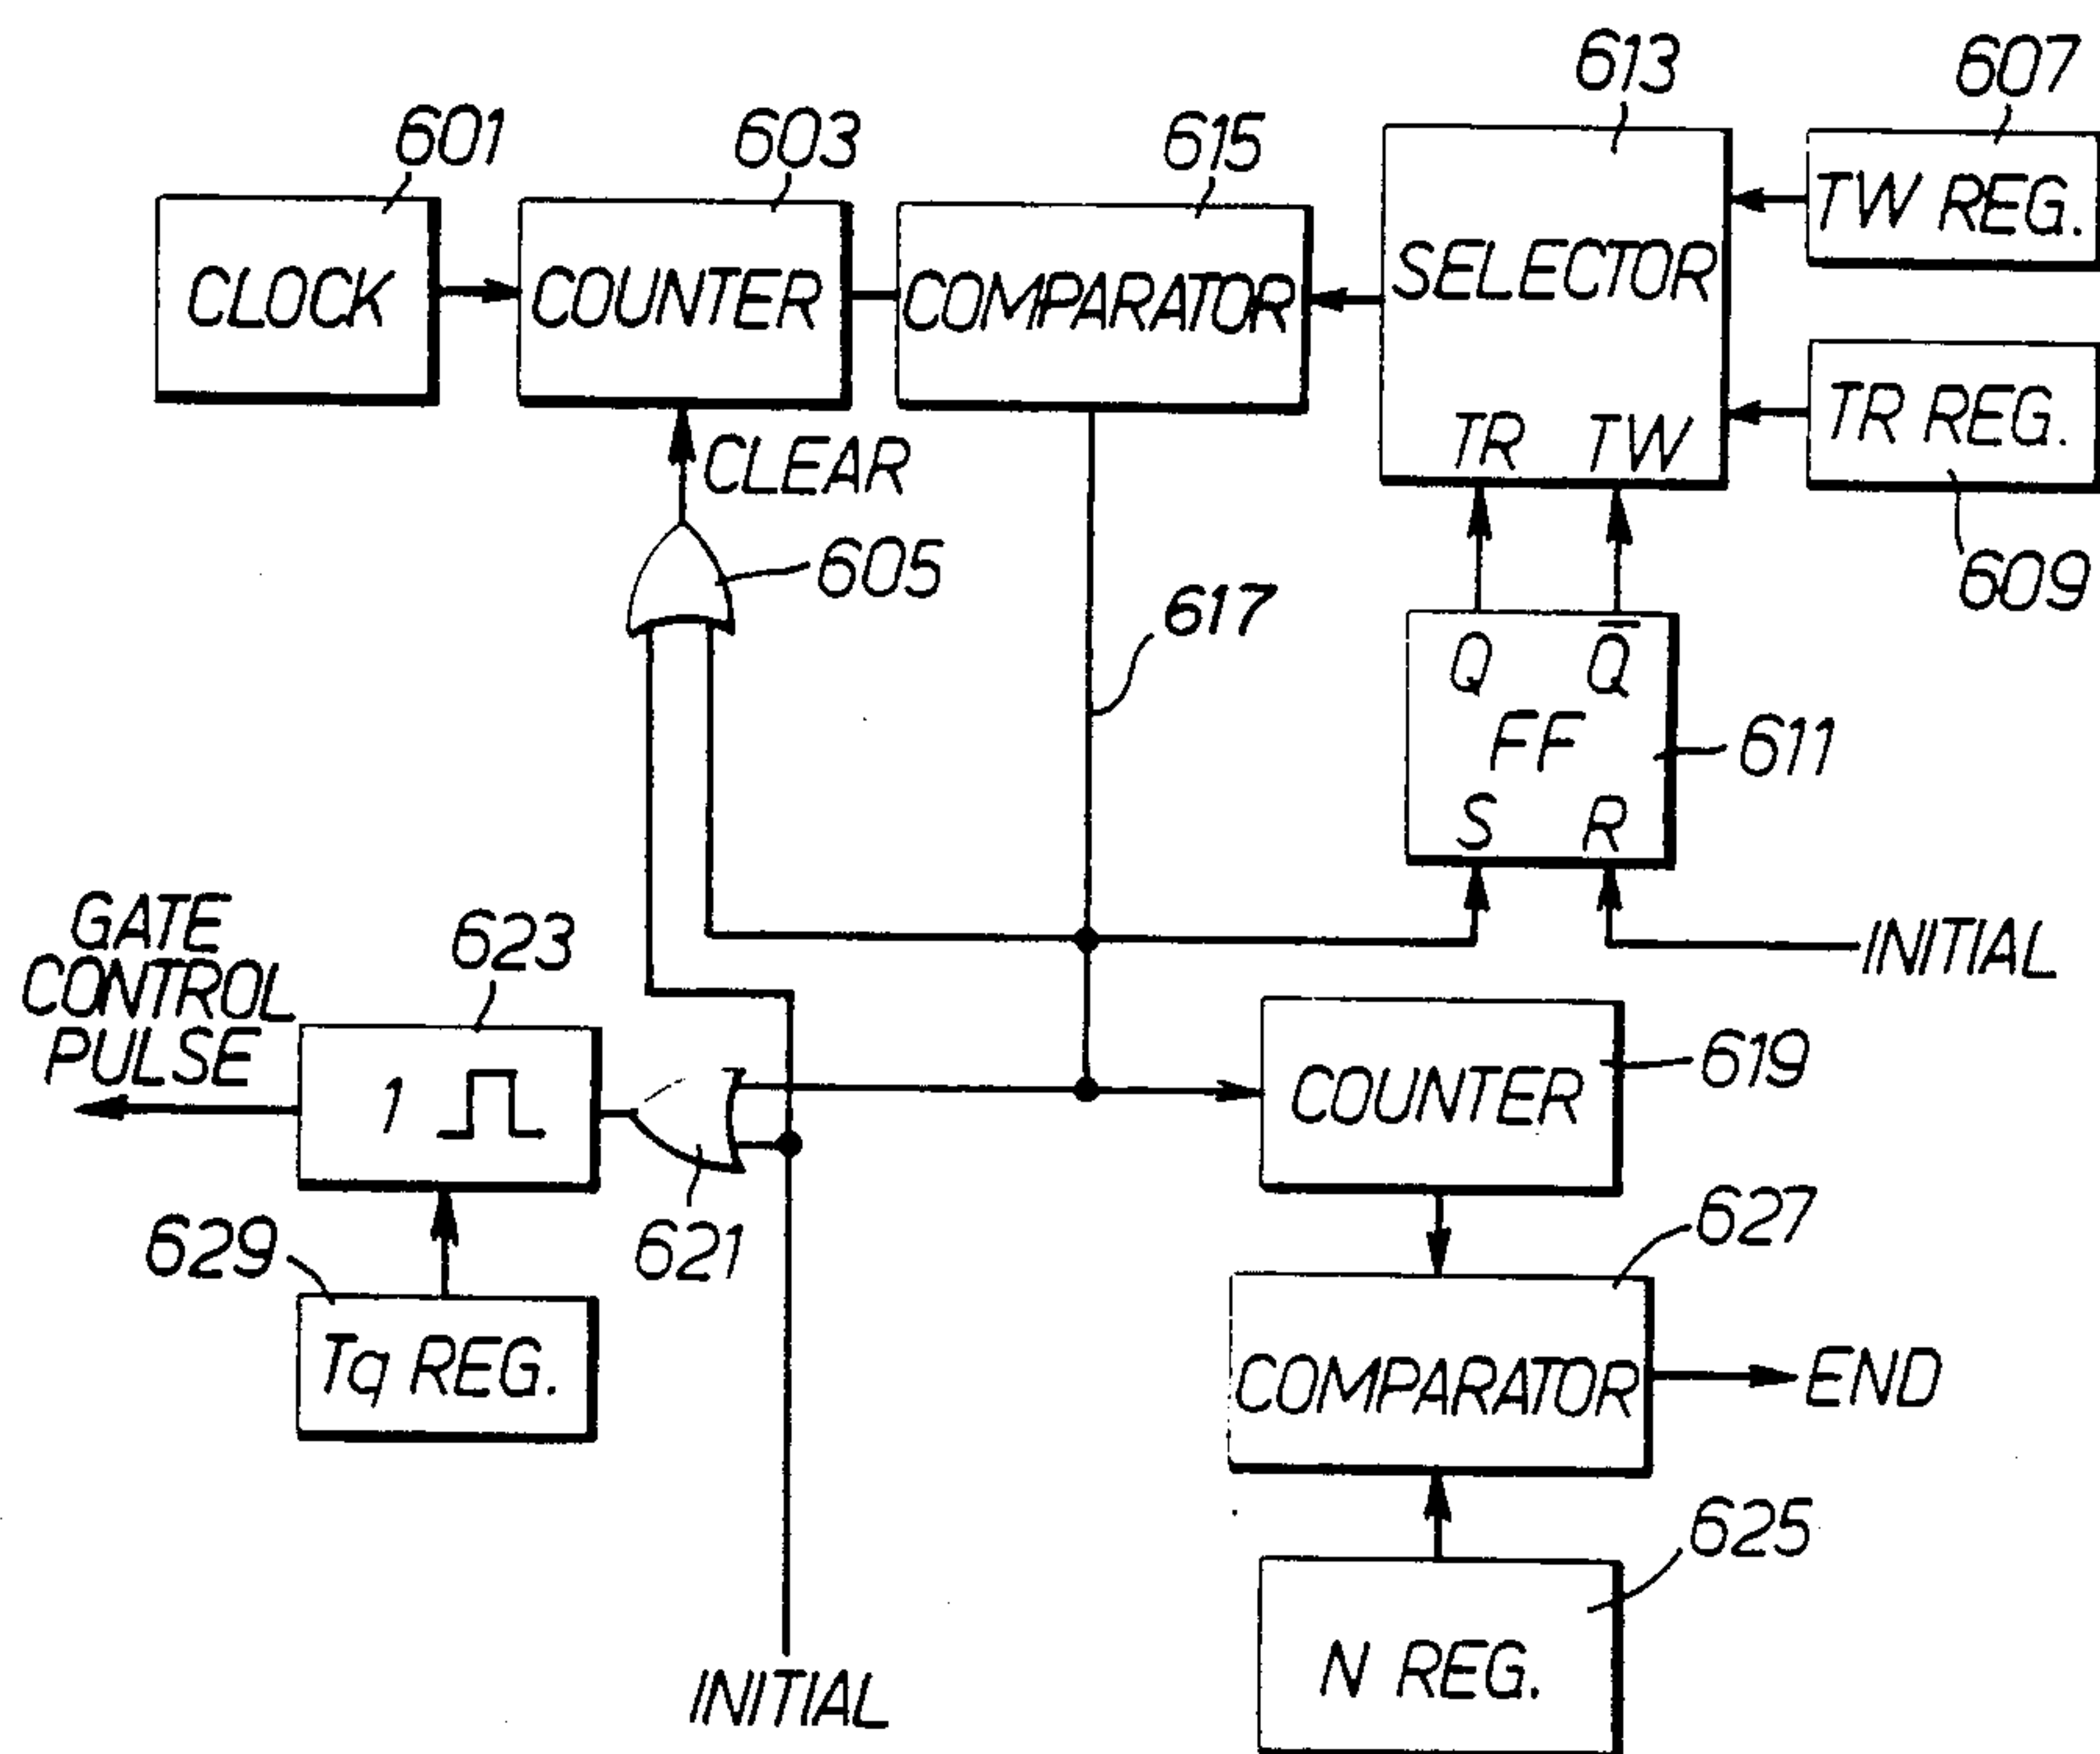 613
607
601
603
615
TW REG.
CLOCK
COUNTER
COMPARATOR
SELECTOR
TR REG.
TR TW
CLEAR
605
609
617
Q Q̅
FF
611
S R
GATE
CONTROL
PULSE
623
INITIAL
1
COUNTER
619
629
621
627
Tq REG.
COMPARATOR
END
625
N REG.
INITIAL